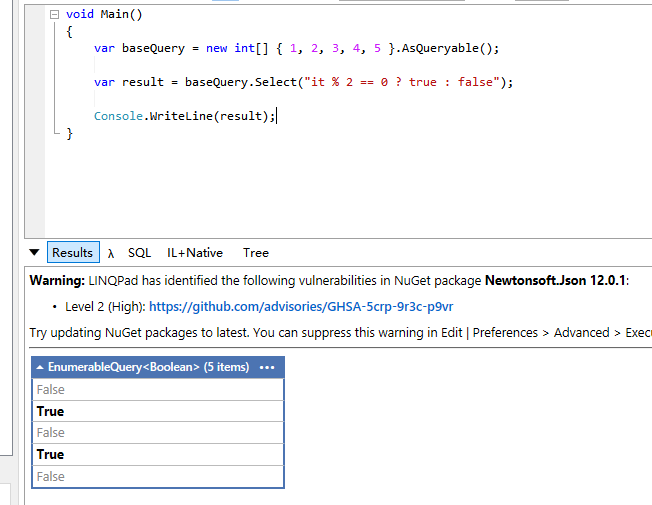 void Main()
{
var baseQuery = new int[] { 1, 2, 3, 4, 5 }.AsQueryable();
var result = baseQuery.Select("it % 2 == 0 ? true : false");
Console.WriteLine(result);
}
Results λ SQL IL+Native Tree
Warning: LINQPad has identified the following vulnerabilities in NuGet package Newtonsoft.Json 12.0.1:
• Level 2 (High): https://github.com/advisories/GHSA-5crp-9r3c-p9vr
Try updating NuGet packages to latest. You can suppress this warning in Edit | Preferences > Advanced > Execu
EnumerableQuery<Boolean> (5 items) •••
False
True
False
True
False